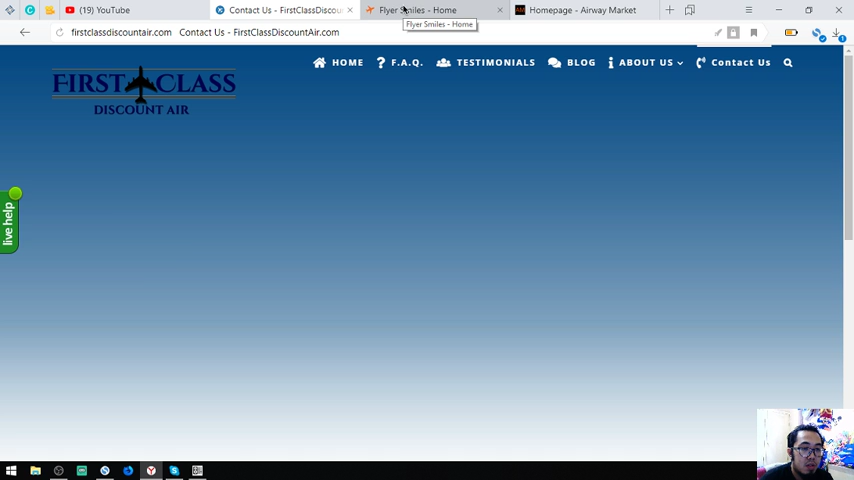 (19) YouTube
Contact Us - FirstClassDiscou
Flyer Smiles - Home
Homepage - Airway Market
Flyer Smiles - Home
firstclassdiscountair.com Contact Us - FirstClassDiscountAir.com
FIRST CLASS
DISCOUNT AIR
HOME
F.A.Q.
TESTIMONIALS
BLOG
ABOUT US
Contact Us
live help